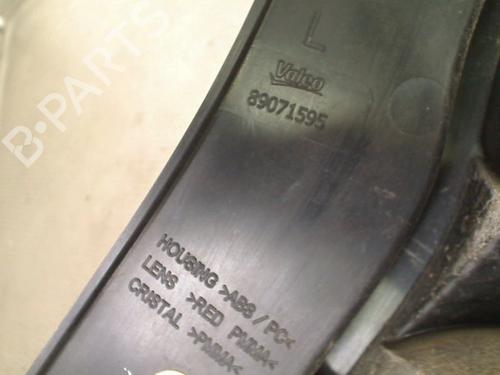 L
Valeo
89071595
HOUSING >ABS/PC<
LENS >RED PMMA<
CRISTAL >PMMA<
B-PARTS